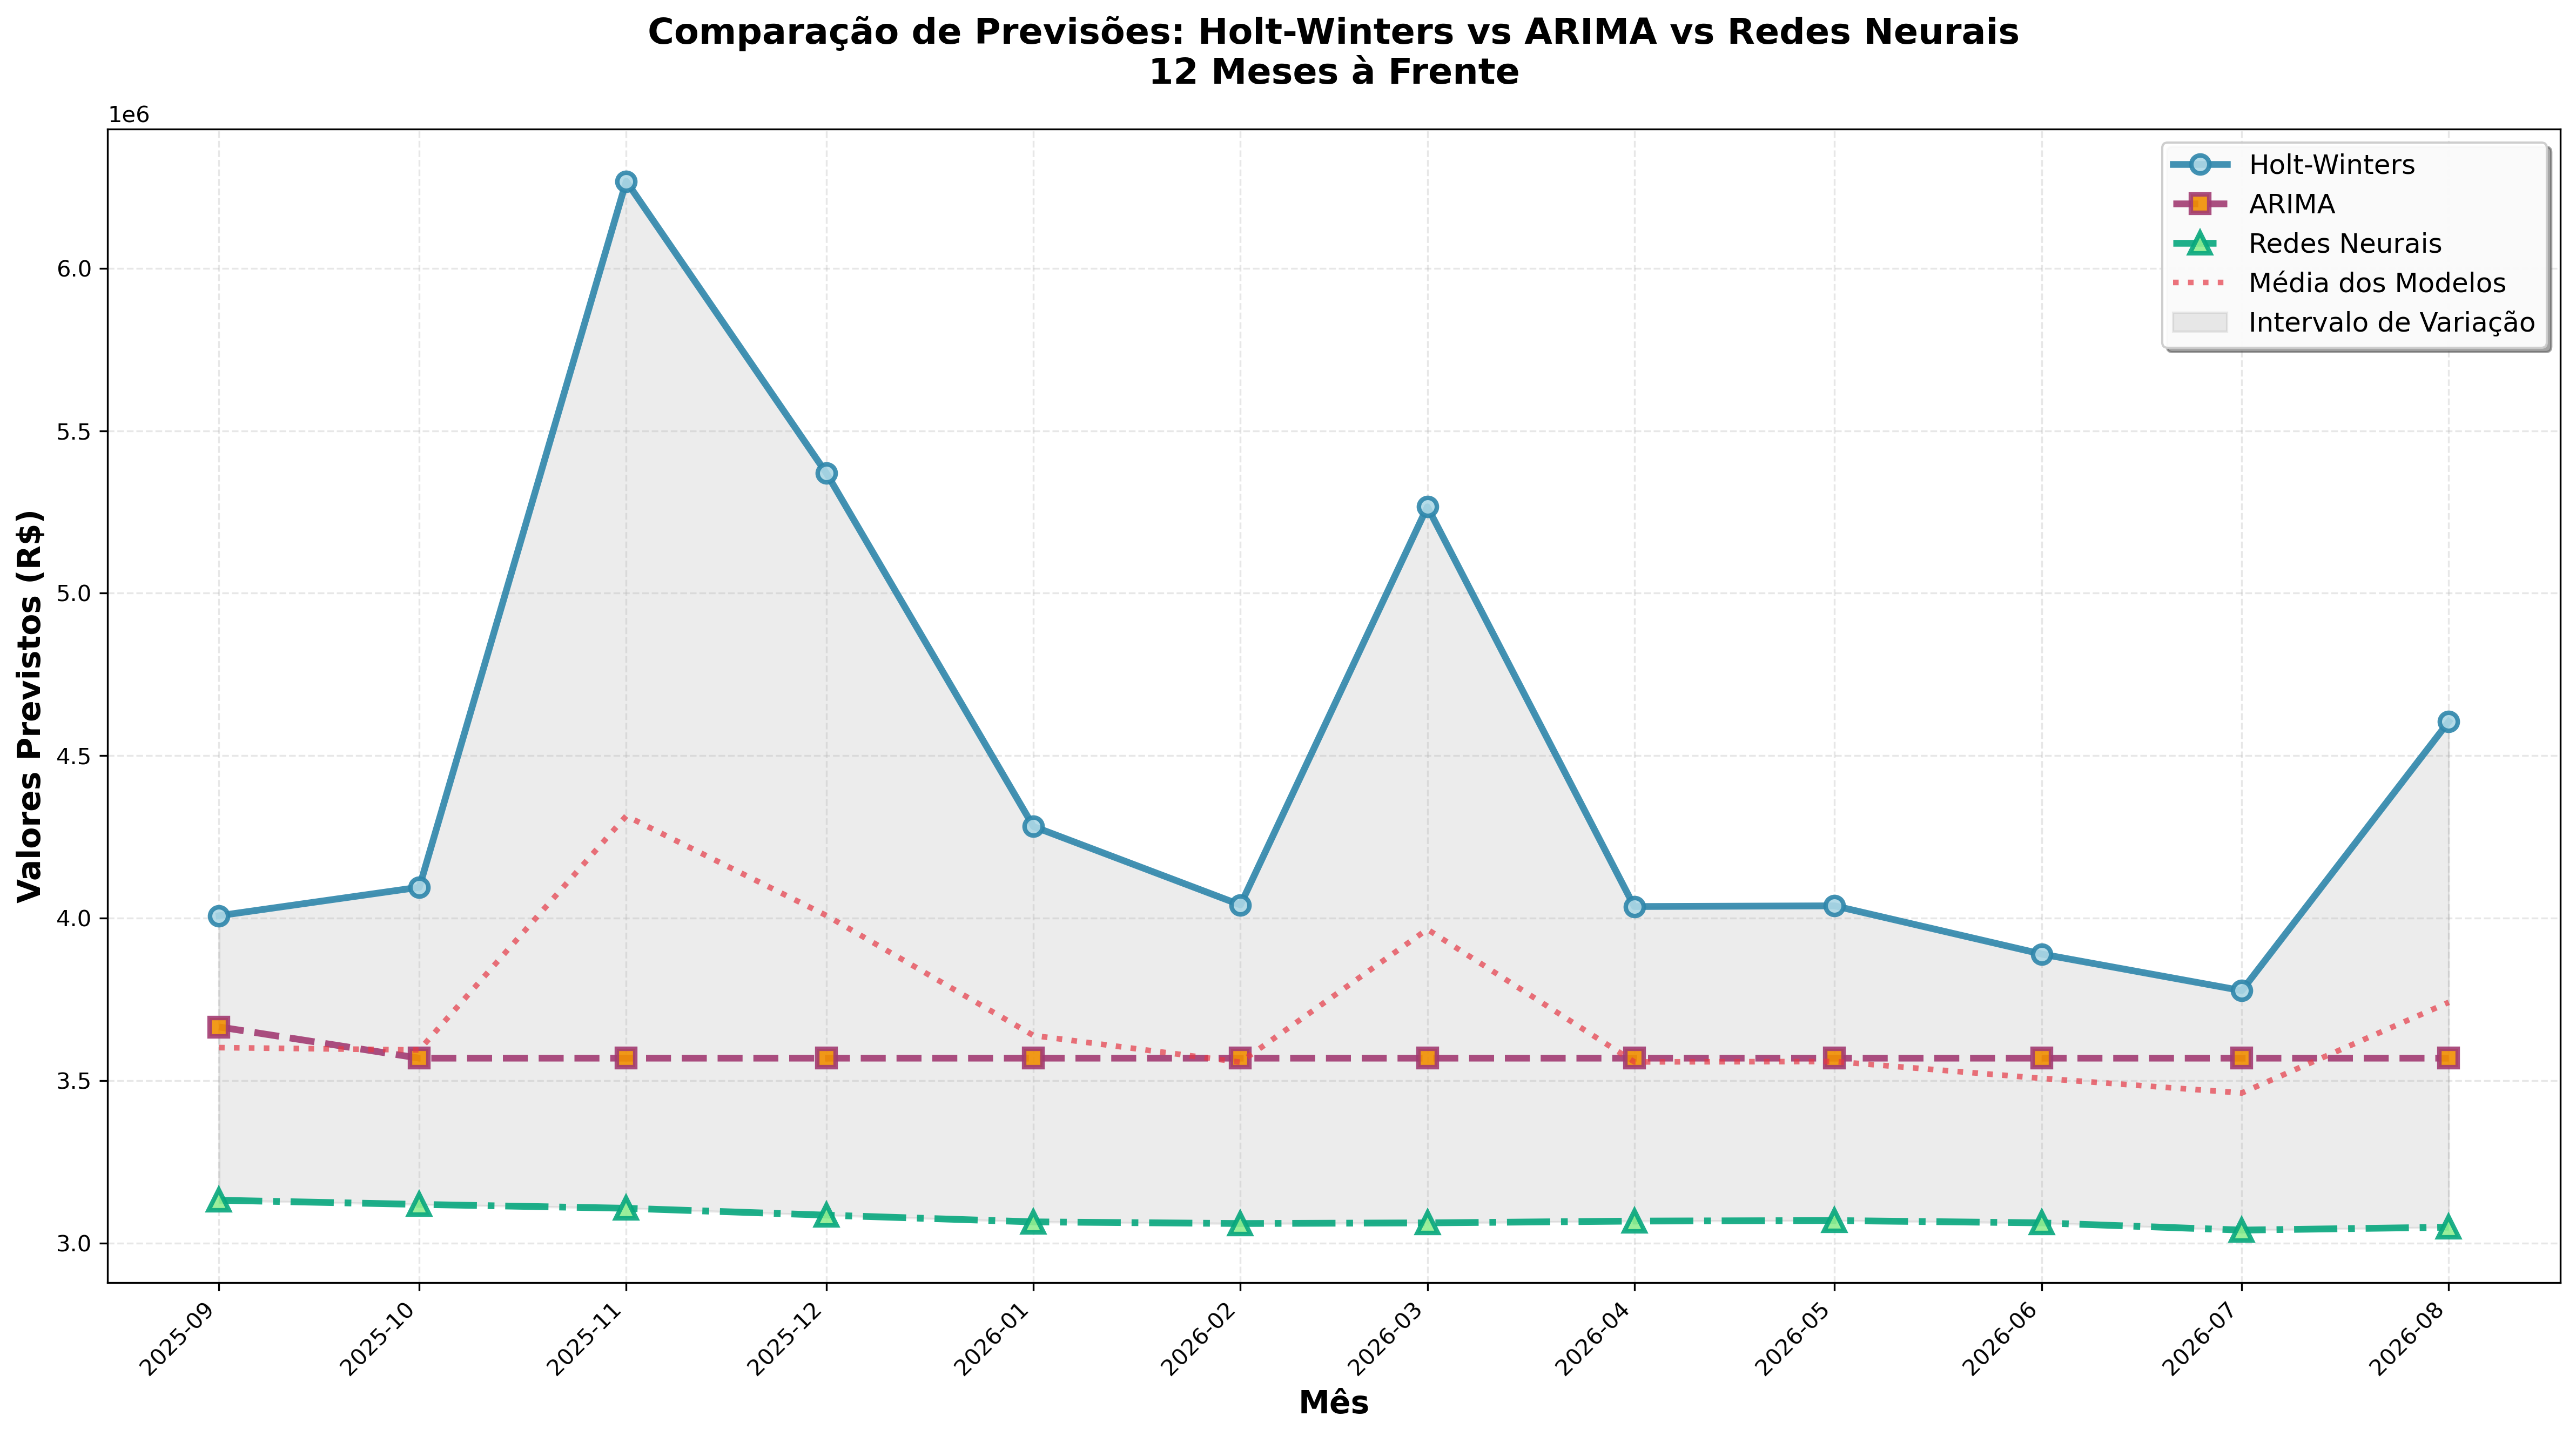 Comparação de Previsões: Holt-Winters vs ARIMA vs Redes Neurais
12 Meses à Frente
1e6
Holt-Winters
ARIMA
Redes Neurais
Média dos Modelos
Intervalo de Variação
Valores Previstos (R$)
6.0
5.5
5.0
4.5
4.0
3.5
3.0
2025-09
2025-10
2025-11
2025-12
2026-01
2026-02
2026-03
2026-04
2026-05
2026-06
2026-07
2026-08
Mês